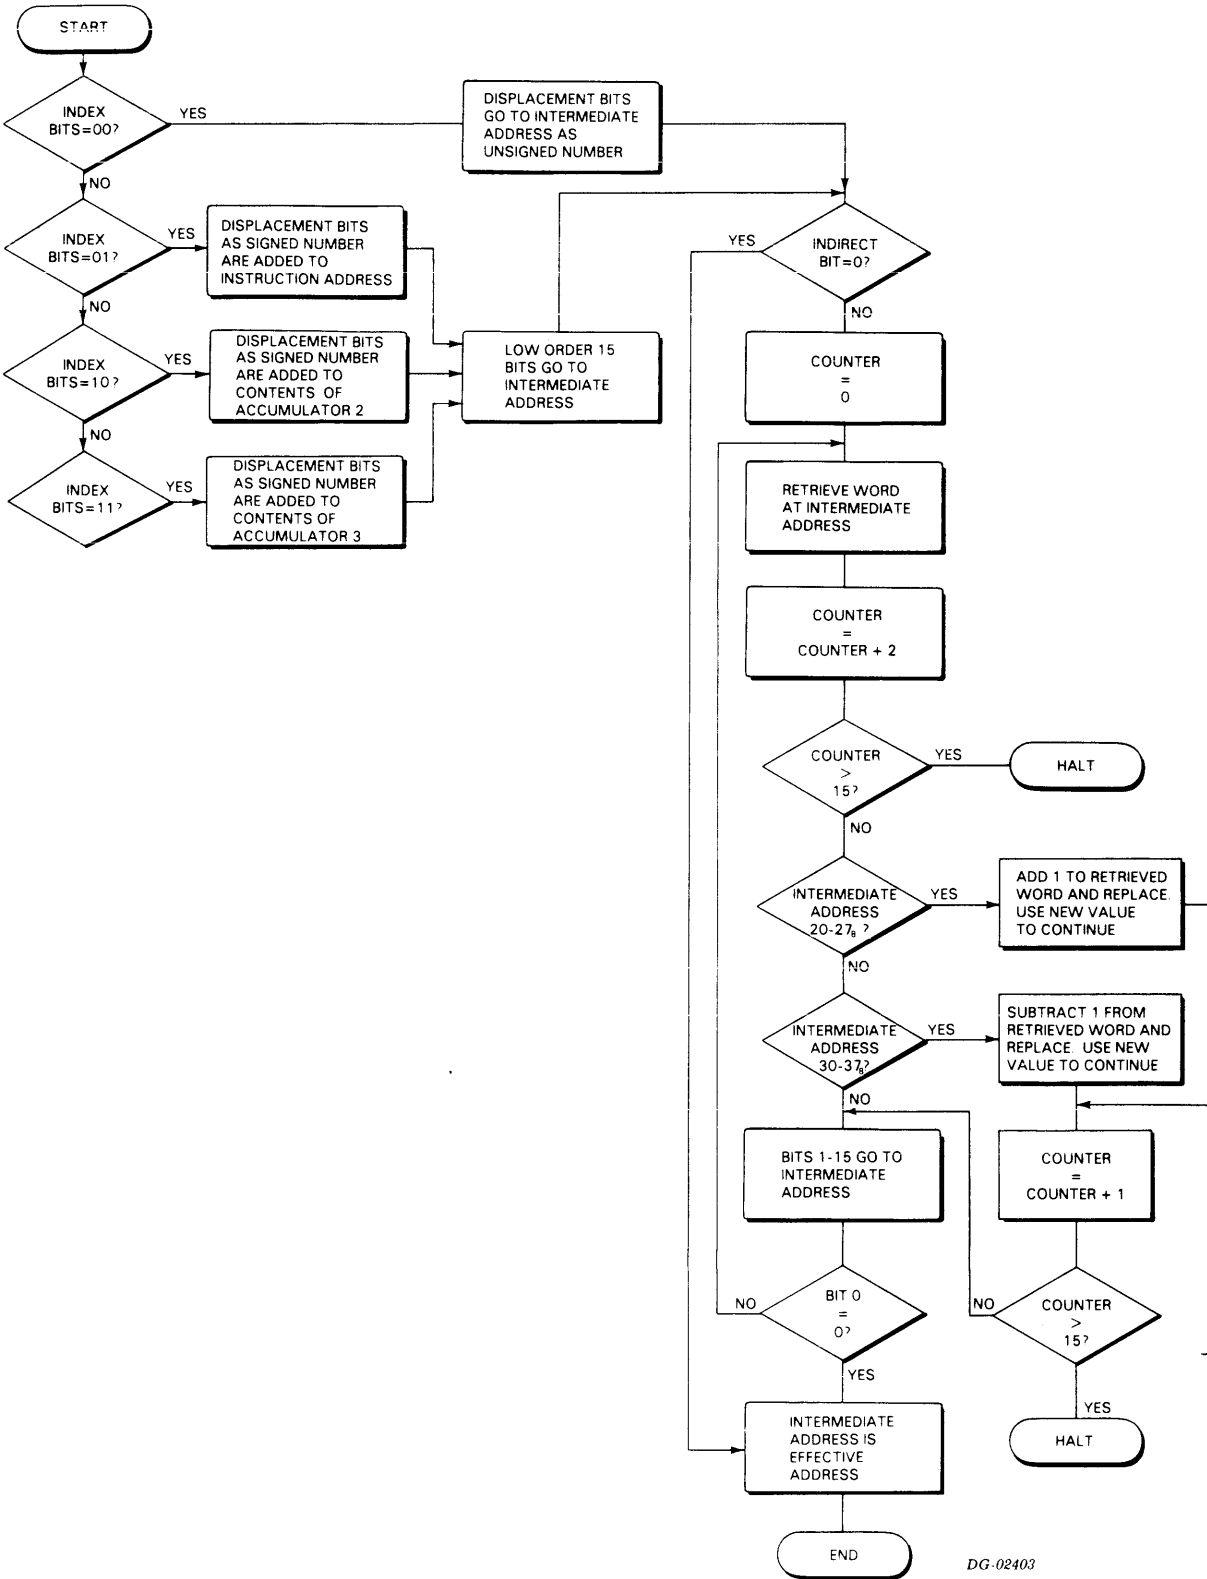 START
INDEX
BITS=00?
YES
DISPLACEMENT BITS
GO TO INTERMEDIATE
ADDRESS AS
UNSIGNED NUMBER
NO
INDEX
BITS=01?
YES
DISPLACEMENT BITS
AS SIGNED NUMBER
ARE ADDED TO
INSTRUCTION ADDRESS
NO
INDEX
BITS=10?
YES
DISPLACEMENT BITS
AS SIGNED NUMBER
ARE ADDED TO
CONTENTS OF
ACCUMULATOR 2
NO
INDEX
BITS=11?
YES
DISPLACEMENT BITS
AS SIGNED NUMBER
ARE ADDED TO
CONTENTS OF
ACCUMULATOR 3
LOW ORDER 15
BITS GO TO
INTERMEDIATE
ADDRESS
YES
INDIRECT
BIT=0?
NO
COUNTER
=
0
RETRIEVE WORD
AT INTERMEDIATE
ADDRESS
COUNTER
=
COUNTER + 2
COUNTER
>
15?
YES
HALT
NO
INTERMEDIATE
ADDRESS
20-27₈ ?
YES
ADD 1 TO RETRIEVED
WORD AND REPLACE.
USE NEW VALUE
TO CONTINUE
NO
INTERMEDIATE
ADDRESS
30-37₈?
YES
SUBTRACT 1 FROM
RETRIEVED WORD AND
REPLACE. USE NEW
VALUE TO CONTINUE
NO
BITS 1-15 GO TO
INTERMEDIATE
ADDRESS
COUNTER
=
COUNTER + 1
NO
BIT 0
=
0?
NO
COUNTER
>
15?
YES
YES
INTERMEDIATE
ADDRESS IS
EFFECTIVE
ADDRESS
HALT
END
DG-02403